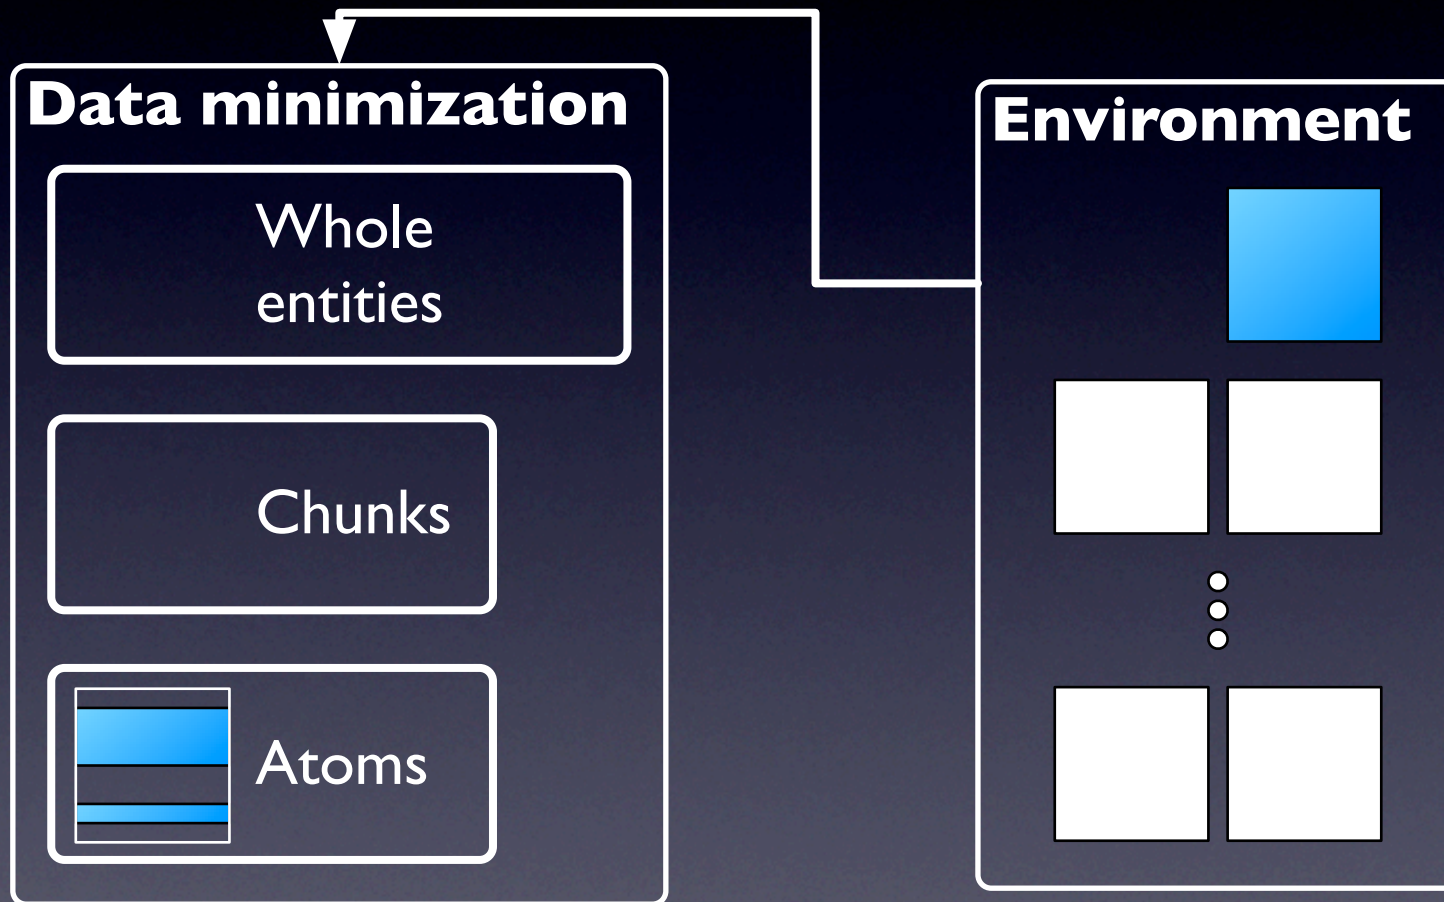 Data minimization
Whole
entities
Chunks
Atoms
Environment